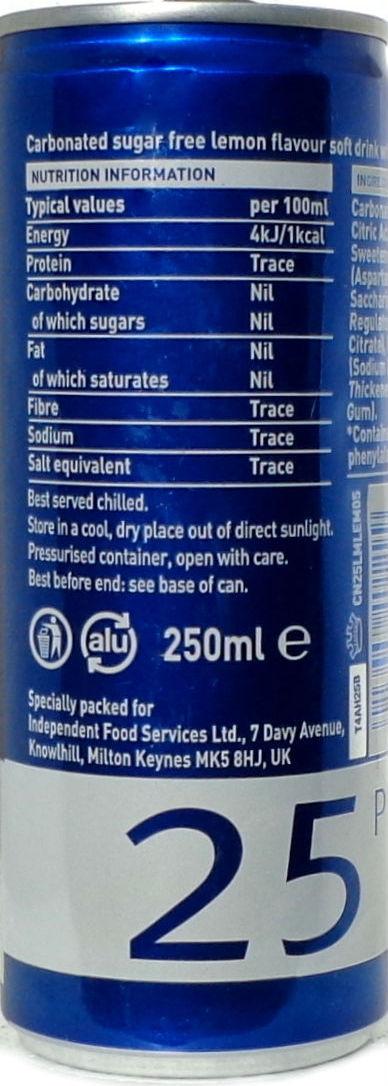 Carbonated sugar free lemon flavour soft drink
NUTRITION INFORMATION
Typical values per 100ml
Energy 4kJ/1kcal
Protein Trace
Carbohydrate Nil
of which sugars Nil
Fat Nil
of which saturates Nil
Fibre Trace
Sodium Trace
Salt equivalent Trace
Best served chilled.
Store in a cool, dry place out of direct sunlight.
Pressurised container, open with care.
Best before end: see base of can.
alu 250ml e
Specially packed for
Independent Food Services Ltd., 7 Davy Avenue,
Knowlhill, Milton Keynes MK5 8HJ, UK
25 P
Citric
Gum).
CN25LMLEM05
T4AH25B